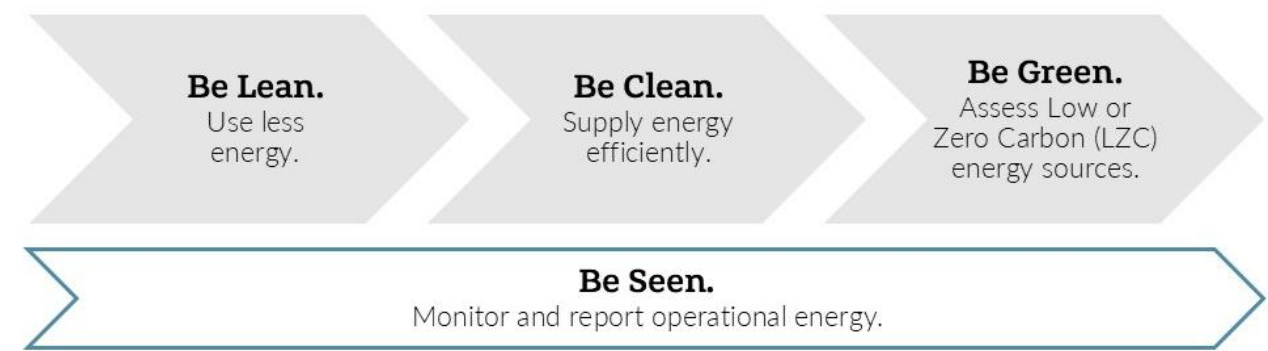 Be Lean.
Use less
energy.
Be Clean.
Supply energy
efficiently.
Be Green.
Assess Low or
Zero Carbon (LZC)
energy sources.
Be Seen.
Monitor and report operational energy.